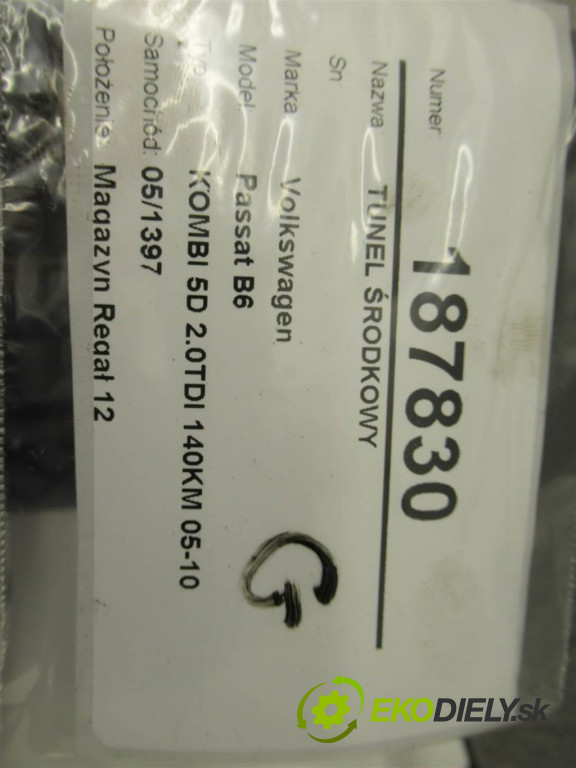 Numer 187830
Nazwa: TUNEL ŚRODKOWY
Sn
Marka Volkswagen
Model Passat B6
Typ: KOMBI 5D 2.0TDI 140KM 05-10
Samochód: 05/1397
Położenie: Magazyn Regał 12
G
EKODIELY.sk